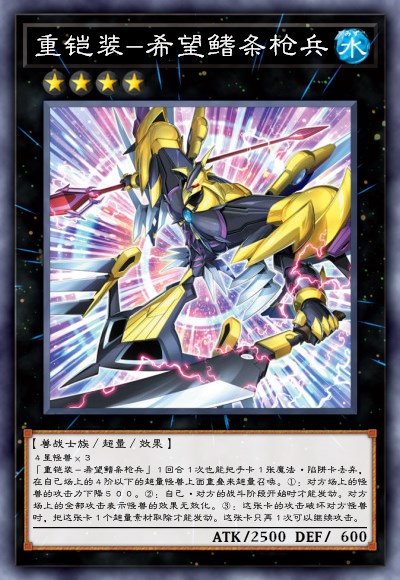 重铠装-希望鳍条枪兵
水
【兽战士族/超量/效果】
4星怪兽×3
「重铠装-希望鳍条枪兵」1回合1次也能把手卡1张魔法·陷阱卡丢弃，
在自己场上的4阶以下的超量怪兽上面重叠来超量召唤。①：对方场上的怪
兽的攻击力下降500。②：自己·对方的战斗阶段开始时才能发动。对方
场上的全部攻击表示怪兽的效果无效化。③：这张卡的攻击破坏对方怪兽
时，把这张卡1个超量素材取除才能发动。这张卡只再1次可以继续攻击。
ATK/2500 DEF/ 600